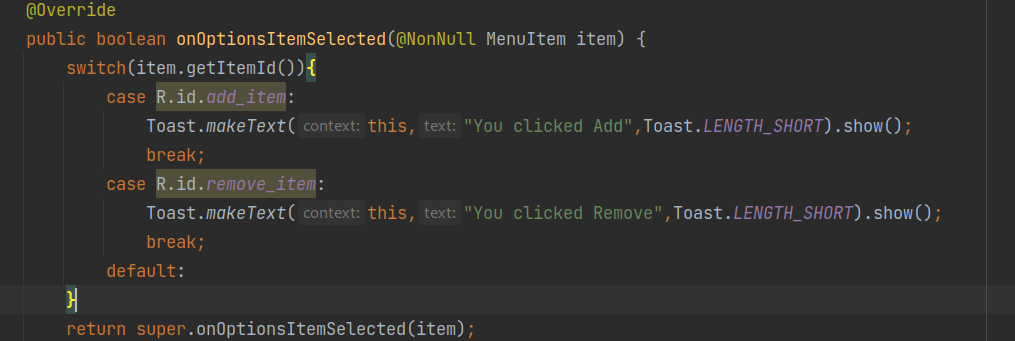 @Override
public boolean onOptionsItemSelected(@NonNull MenuItem item) {
switch(item.getItemId()){
case R.id.add_item:
Toast.makeText( context: this, text: "You clicked Add",Toast.LENGTH_SHORT).show();
break;
case R.id.remove_item:
Toast.makeText( context: this, text: "You clicked Remove",Toast.LENGTH_SHORT).show();
break;
default:
}
return super.onOptionsItemSelected(item);